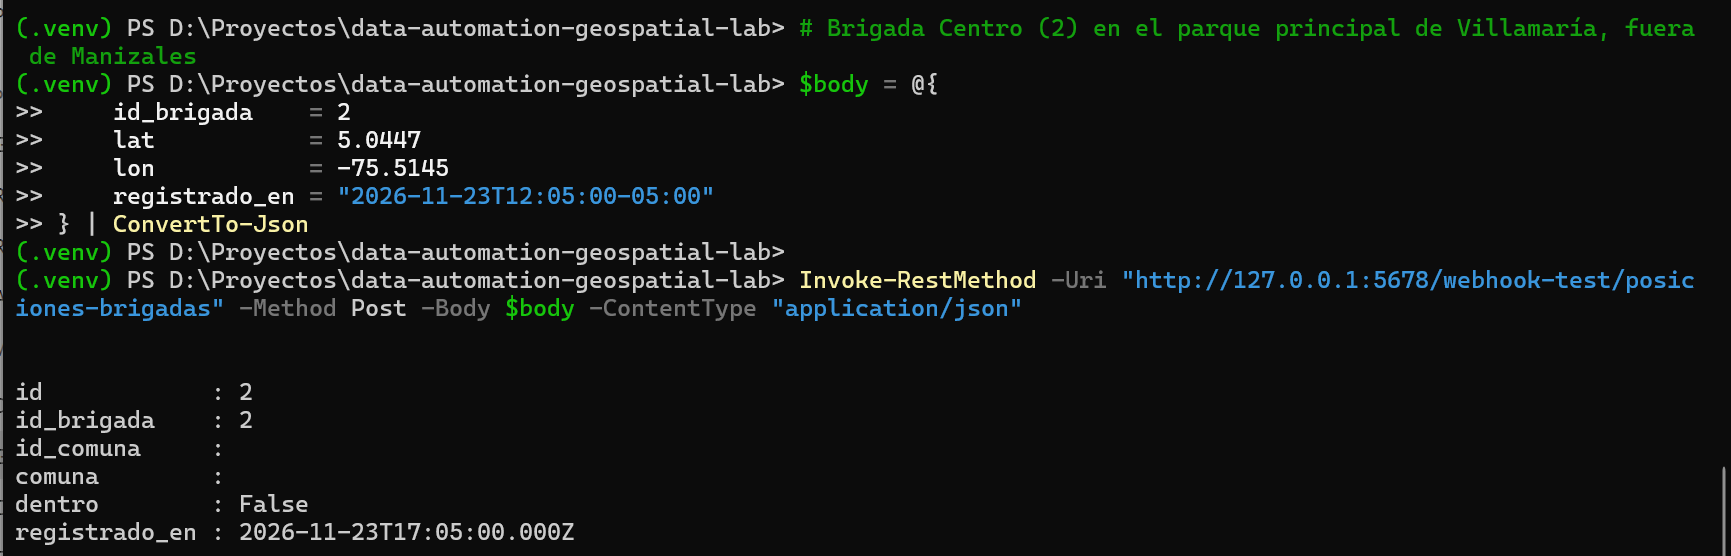 (.venv) PS D:\Proyectos\data-automation-geospatial-lab> # Brigada Centro (2) en el parque principal de Villamaría, fuera
 de Manizales
(.venv) PS D:\Proyectos\data-automation-geospatial-lab> $body = @{
>>     id_brigada    = 2
>>     lat           = 5.0447
>>     lon           = -75.5145
>>     registrado_en = "2026-11-23T12:05:00-05:00"
>> } | ConvertTo-Json
(.venv) PS D:\Proyectos\data-automation-geospatial-lab>
(.venv) PS D:\Proyectos\data-automation-geospatial-lab> Invoke-RestMethod -Uri "http://127.0.0.1:5678/webhook-test/posic
iones-brigadas" -Method Post -Body $body -ContentType "application/json"
id            : 2
id_brigada    : 2
id_comuna     :
comuna        :
dentro        : False
registrado_en : 2026-11-23T17:05:00.000Z